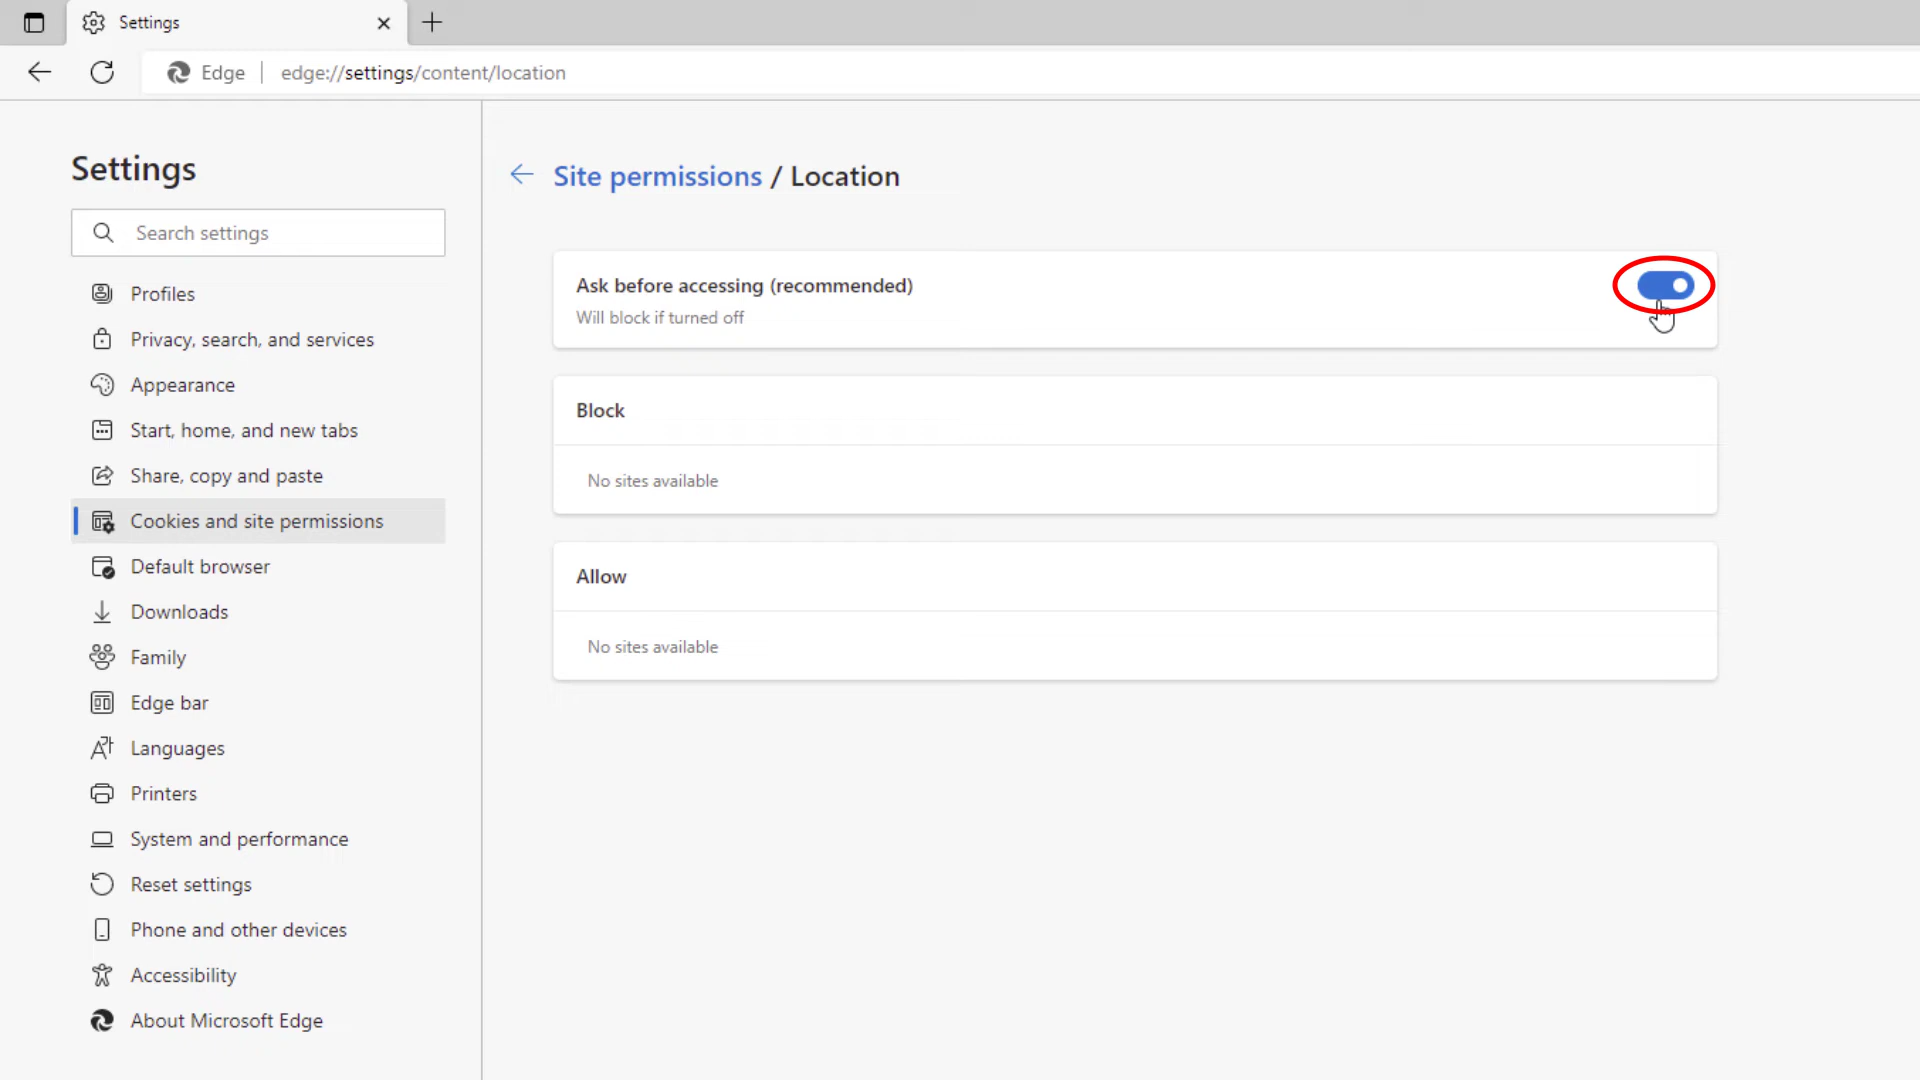 Settings
Edge
edge://settings/content/location
Settings
Search settings
Profiles
Privacy, search, and services
Appearance
Start, home, and new tabs
Share, copy and paste
Cookies and site permissions
Default browser
Downloads
Family
Edge bar
Languages
Printers
System and performance
Reset settings
Phone and other devices
Accessibility
About Microsoft Edge
Site permissions / Location
Ask before accessing (recommended)
Will block if turned off
Block
No sites available
Allow
No sites available